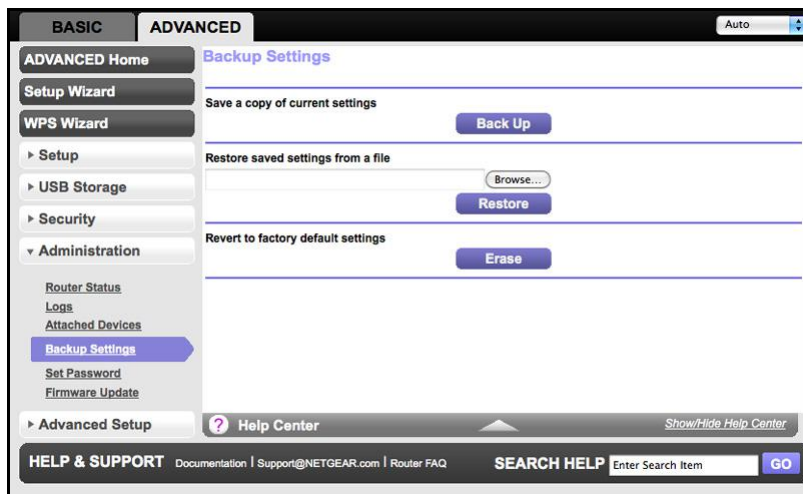 BASIC
ADVANCED
Auto
ADVANCED Home
Setup Wizard
WPS Wizard
Setup
USB Storage
Security
Administration
Router Status
Logs
Attached Devices
Backup Settings
Set Password
Firmware Update
Advanced Setup
Backup Settings
Save a copy of current settings
Back Up
Restore saved settings from a file
Browse...
Restore
Revert to factory default settings
Erase
? Help Center
Show/Hide Help Center
HELP & SUPPORT Documentation | Support@NETGEAR.com | Router FAQ
SEARCH HELP Enter Search Item GO